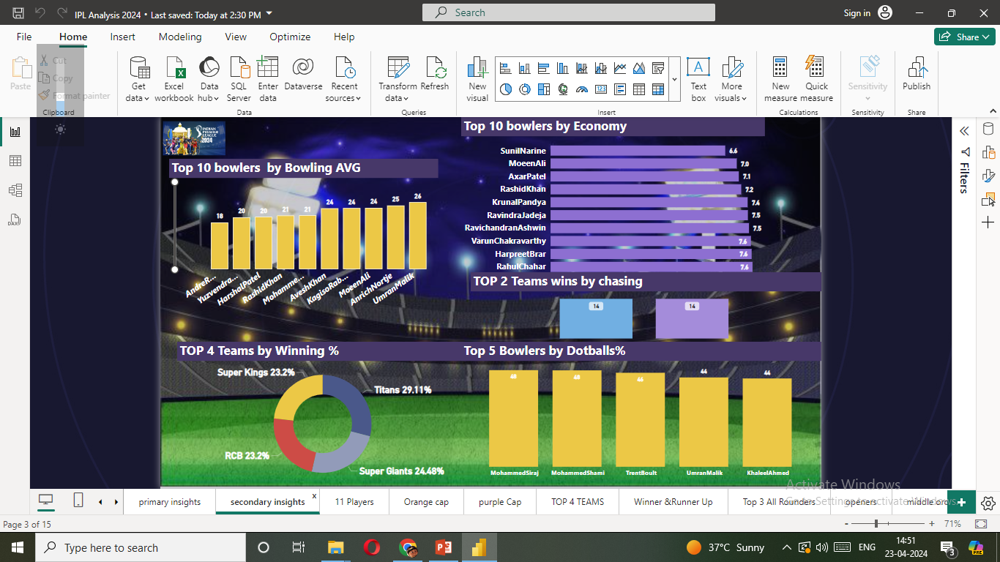 IPL Analysis 2024 • Last saved: Today at 2:30 PM
Search
Sign in
File Home Insert Modeling View Optimize Help
Share
Paste
Cut
Copy
Format painter
Clipboard
Get data
Excel workbook
Data hub
SQL Server
Enter data
Dataverse
Recent sources
Data
Transform data
Refresh
Queries
New visual
Text box
More visuals
Insert
New measure
Quick measure
Calculations
Sensitivity
Sensitivity
Publish
Share
INDIAN
PREMIER
LEAGUE
2024
Top 10 bowlers by Bowling AVG
18 20 20 21 21 24 24 24 25 26
AndreR...
Yuzvendra...
HarshalPatel
RashidKhan
Mohamme...
AveshKhan
KagisoRab...
MoeenAli
AnrichNortje
UmranMalik
Top 10 bowlers by Economy
SunilNarine 6.6
MoeenAli 7.0
AxarPatel 7.1
RashidKhan 7.2
KrunalPandya 7.4
RavindraJadeja 7.5
RavichandranAshwin 7.5
VarunChakravarthy 7.6
HarpreetBrar 7.6
RahulChahar 7.6
TOP 2 Teams wins by chasing
14 14
TOP 4 Teams by Winning %
Super Kings 23.2%
Titans 29.11%
RCB 23.2%
Super Giants 24.48%
Top 5 Bowlers by Dotballs%
48 48 46 44 44
MohammedSiraj MohammedShami TrentBoult UmranMalik KhaleelAhmed
Filters
DAX
Activate Windows
Go to Settings to activate Windows.
primary insights
secondary insights
x
11 Players
Orange cap
purple Cap
TOP 4 TEAMS
Winner &Runner Up
Top 3 All Rounders
openers
middle ord
Page 3 of 15
- + 71%
Type here to search
37°C Sunny
ENG
14:51
23-04-2024
3
PRE